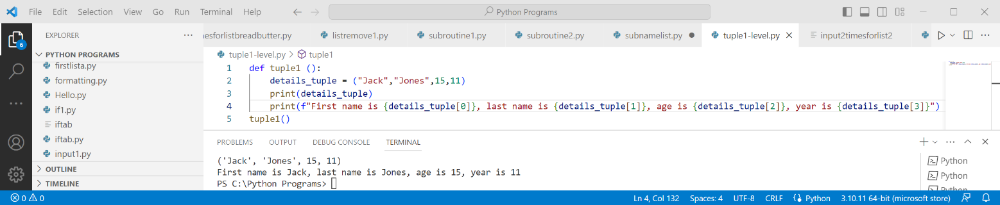 File Edit Selection View Go Run Terminal Help
Python Programs
6
EXPLORER
PYTHON PROGRAMS
firstlista.py
formatting.py
Hello.py
if1.py
iftab
iftab.py
input1.py
OUTLINE
TIMELINE
nesforlistbreadbutter.py listremove1.py subroutine1.py subroutine2.py subnamelist.py tuple1-level.py input2timesforlist2
tuple1-level.py > tuple1
1 def tuple1 ():
2 details_tuple = ("Jack","Jones",15,11)
3 print(details_tuple)
4 print(f"First name is {details_tuple[0]}, last name is {details_tuple[1]}, age is {details_tuple[2]}, year is {details_tuple[3]}")
5 tuple1()
PROBLEMS OUTPUT DEBUG CONSOLE TERMINAL
('Jack', 'Jones', 15, 11)
First name is Jack, last name is Jones, age is 15, year is 11
PS C:\Python Programs>
Python
Python
Python
0 0 Ln 4, Col 132 Spaces: 4 UTF-8 CRLF Python 3.10.11 64-bit (microsoft store)